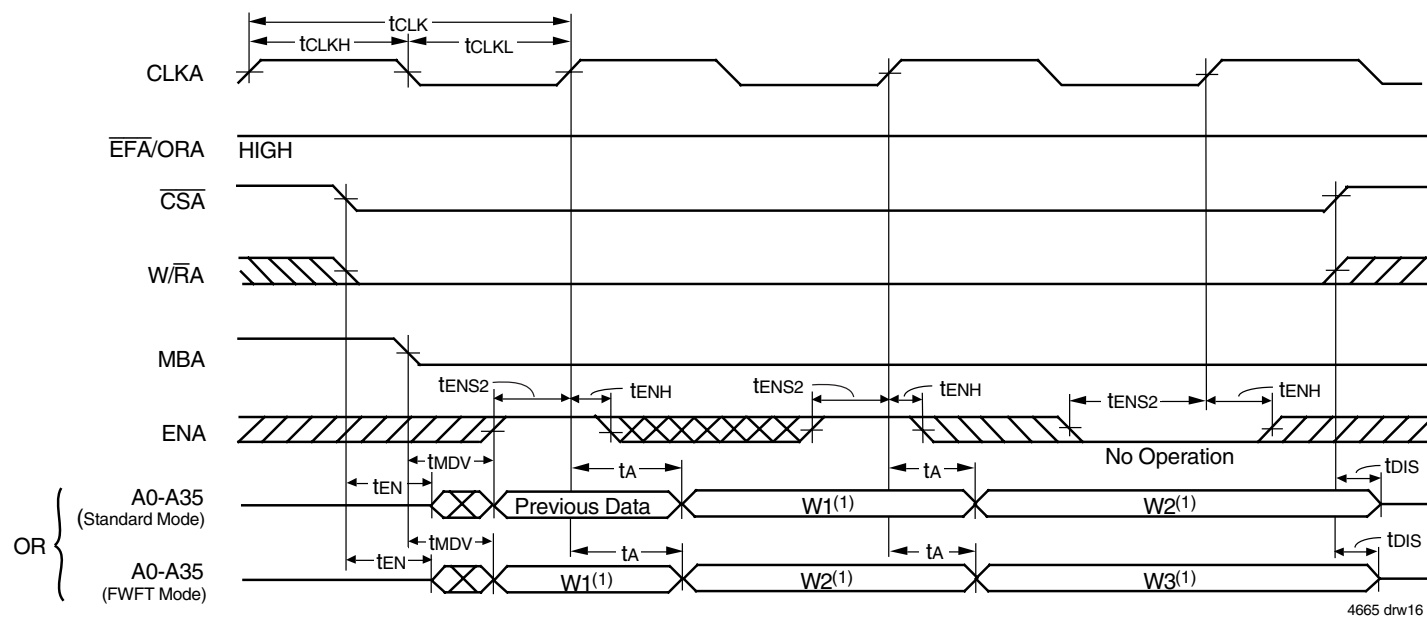 tCLK
tCLKH tCLKL
CLKA
EFA/ORA HIGH
CSA
W/RA
MBA
tENS2 tENH tENS2 tENH tENS2 tENH
ENA
No Operation
tMDV tA tA tDIS
tEN
A0-A35 Previous Data W1(1) W2(1)
(Standard Mode)
OR
tMDV tA tA tDIS
tEN
A0-A35 W1(1) W2(1) W3(1)
(FWFT Mode)
4665 drw16